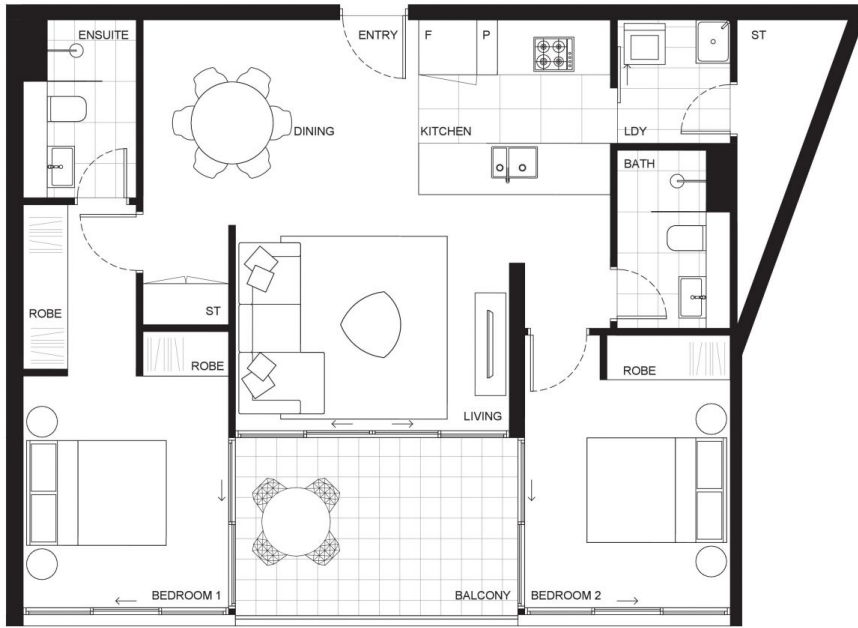 ENSUITE
ENTRY
F
P
ST
DINING
KITCHEN
LDY
BATH
ROBE
ST
ROBE
ROBE
LIVING
BEDROOM 1
BALCONY
BEDROOM 2